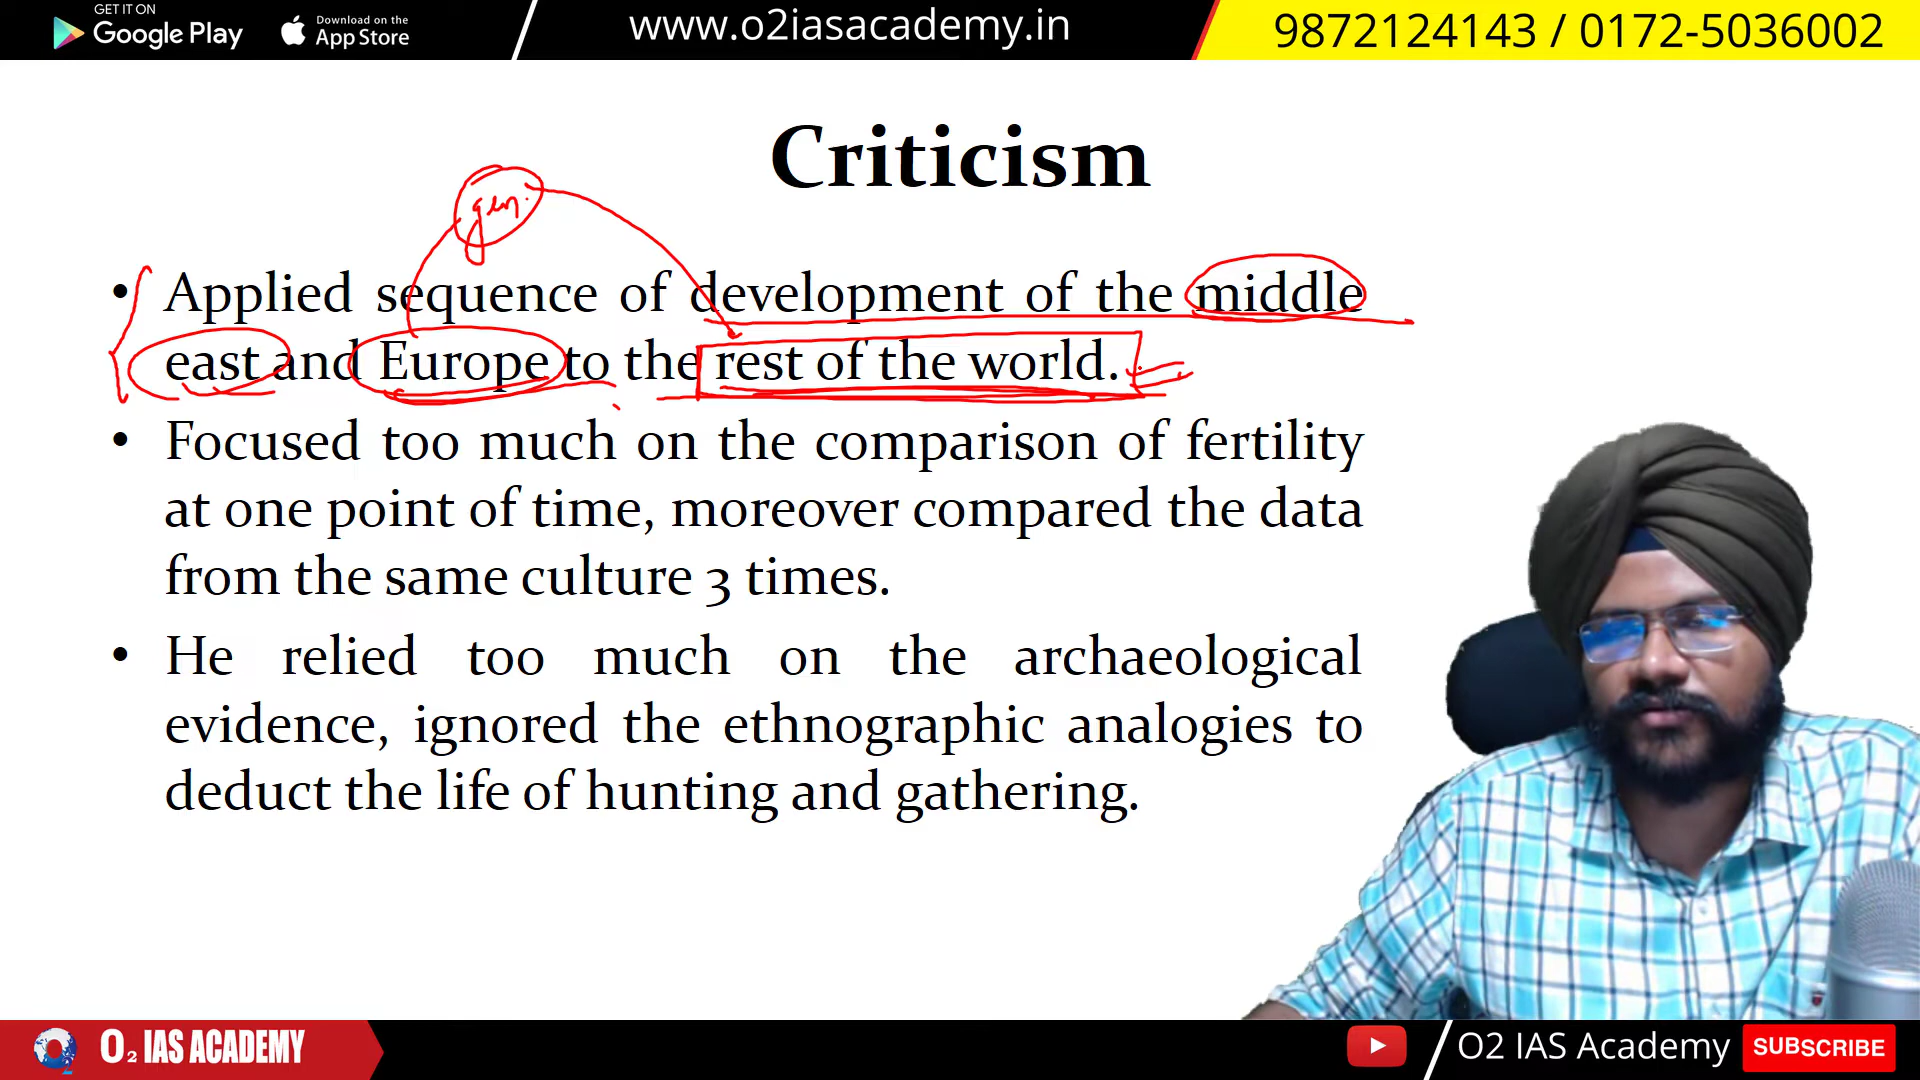 GET IT ON
Google Play
Download on the
App Store
www.o2iasacademy.in
9872124143 / 0172-5036002
Criticism
gen.
• Applied sequence of development of the middle
east and Europe to the rest of the world.
• Focused too much on the comparison of fertility
at one point of time, moreover compared the data
from the same culture 3 times.
• He relied too much on the archaeological
evidence, ignored the ethnographic analogies to
deduct the life of hunting and gathering.
O2 IAS ACADEMY
O2 IAS Academy
SUBSCRIBE